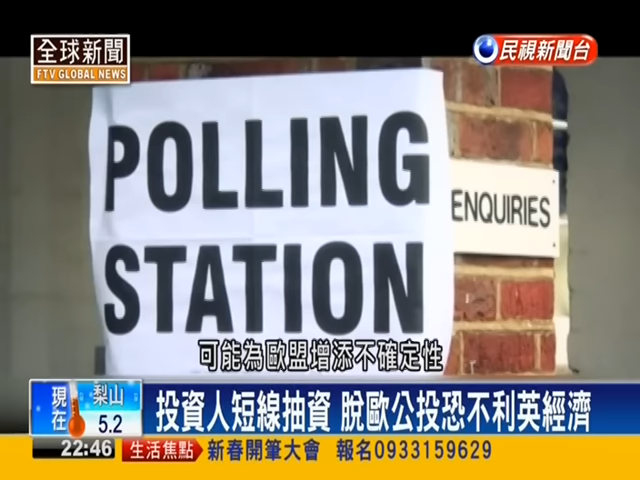 全球新聞
FTV GLOBAL NEWS
民視新聞台
POLLING
STATION
ENQUIRIES
可能為歐盟增添不確定性
現在
梨山
5.2
投資人短線抽資 脫歐公投恐不利英經濟
22:46
生活焦點
新春開筆大會 報名0933159629